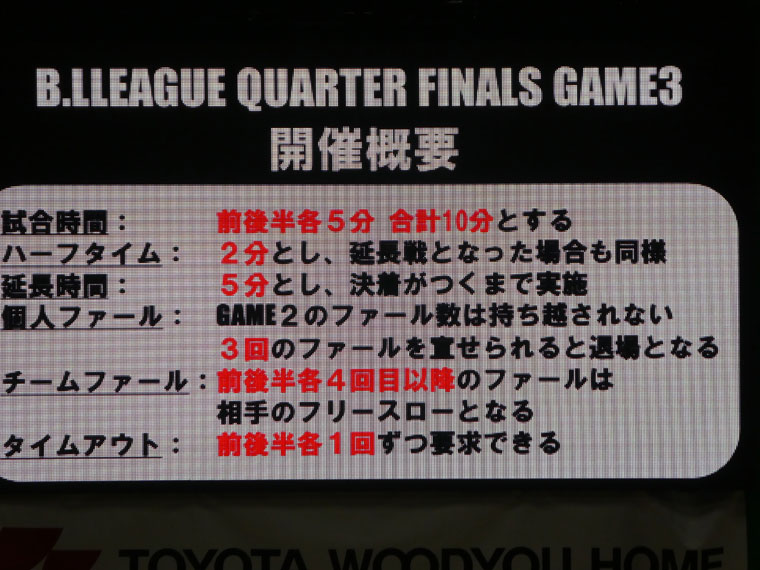 B.LLEAGUE QUARTER FINALS GAME3
開催概要
試合時間： 前後半各５分 合計10分とする
ハーフタイム： ２分とし、延長戦となった場合も同様
延長時間： ５分とし、決着がつくまで実施
個人ファール： GAME２のファール数は持ち越されない
３回のファールを宣せられると退場となる
チームファール： 前後半各４回目以降のファールは
相手のフリースローとなる
タイムアウト： 前後半各１回ずつ要求できる
TOYOTA WOODYOU HOME